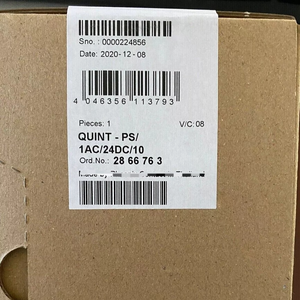 Sno. : 0000224856
Date: 2020-12-08
4 046356 113793
Pieces: 1 V/C: 08
QUINT - PS/
1AC/24DC/10
Ord.No.: 28 66 76 3